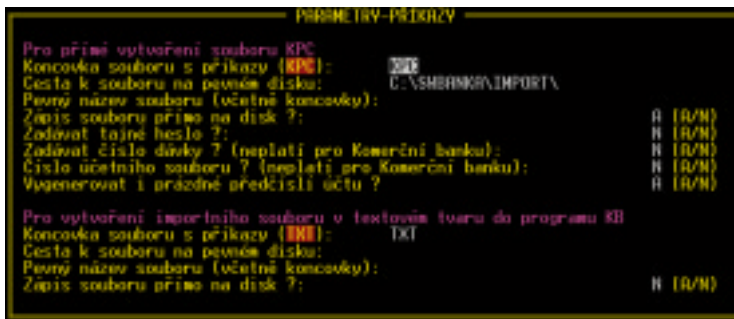 PARAMETRY-PŘÍKAZY
Pro přímé vytvoření souboru KPC
Koncovka souboru s příkazy (KPC): KPC
Cesta k souboru na pevném disku: C:\SMBANKA\IMPORT\
Pevný název souboru (včetně koncovky):
Zápis souboru přímo na disk ?: A (A/N)
Zadávat tajné heslo ?: N (A/N)
Zadávat číslo dávky ? (neplatí pro Komerční banku): N (A/N)
Číslo účetního souboru ? (neplatí pro Komerční banku): N (A/N)
Vygenerovat i prázdné předčíslí účtu ? A (A/N)
Pro vytvoření importního souboru v textovém tvaru do programu KB
Koncovka souboru s příkazy (TXT): TXT
Cesta k souboru na pevném disku:
Pevný název souboru (včetně koncovky):
Zápis souboru přímo na disk ?: N (A/N)